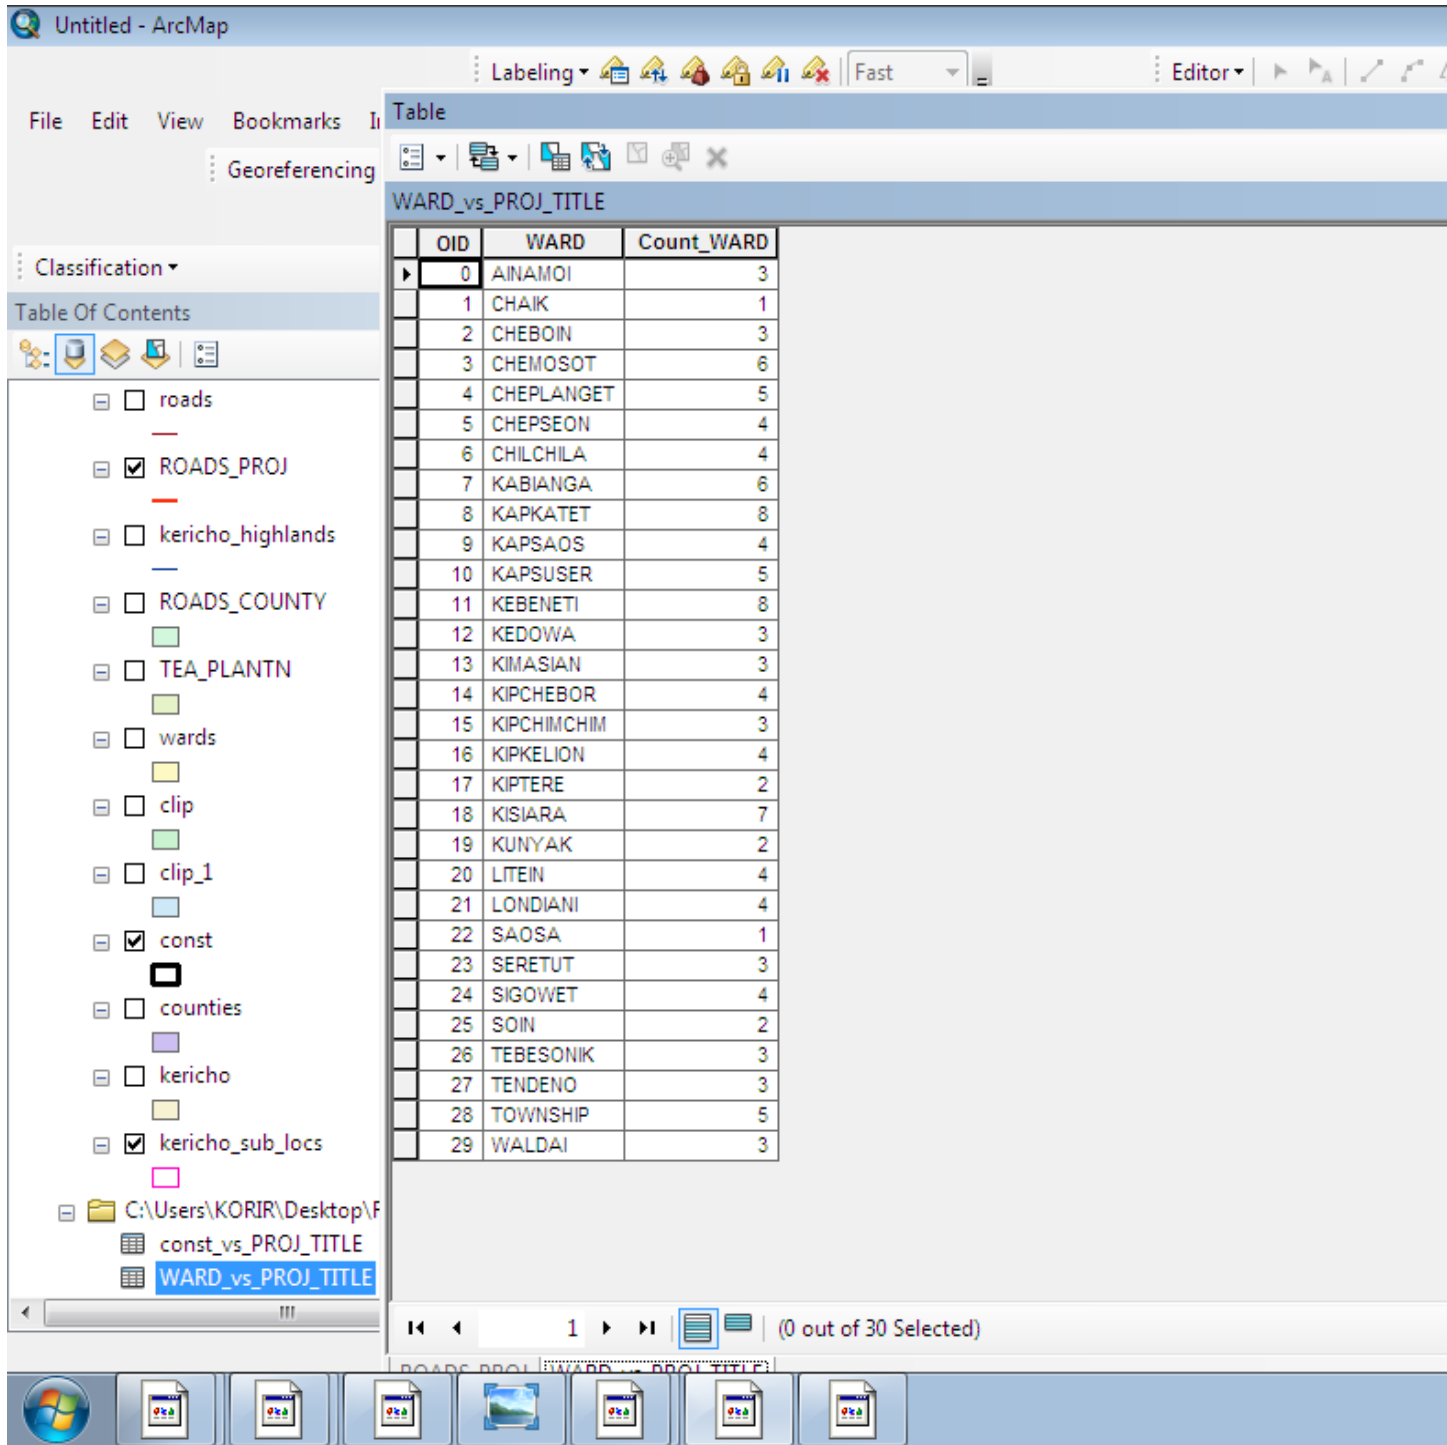 Untitled - ArcMap
Labeling Fast Editor
File Edit View Bookmarks
Georeferencing
Classification
Table Of Contents
roads
ROADS_PROJ
kericho_highlands
ROADS_COUNTY
TEA_PLANTN
wards
clip
clip_1
const
counties
kericho
kericho_sub_locs
C:\Users\KORIR\Desktop\
const_vs_PROJ_TITLE
WARD_vs_PROJ_TITLE
Table
WARD_vs_PROJ_TITLE
OID WARD Count_WARD
0 AINAMOI 3
1 CHAIK 1
2 CHEBOIN 3
3 CHEMOSOT 6
4 CHEPLANGET 5
5 CHEPSEON 4
6 CHILCHILA 4
7 KABIANGA 6
8 KAPKATET 8
9 KAPSAOS 4
10 KAPSUSER 5
11 KEBENETI 8
12 KEDOWA 3
13 KIMASIAN 3
14 KIPCHEBOR 4
15 KIPCHIMCHIM 3
16 KIPKELION 4
17 KIPTERE 2
18 KISIARA 7
19 KUNYAK 2
20 LITEIN 4
21 LONDIANI 4
22 SAOSA 1
23 SERETUT 3
24 SIGOWET 4
25 SOIN 2
26 TEBESONIK 3
27 TENDENO 3
28 TOWNSHIP 5
29 WALDAI 3
1 (0 out of 30 Selected)
ROADS_PROJ WARD_vs_PROJ_TITLE